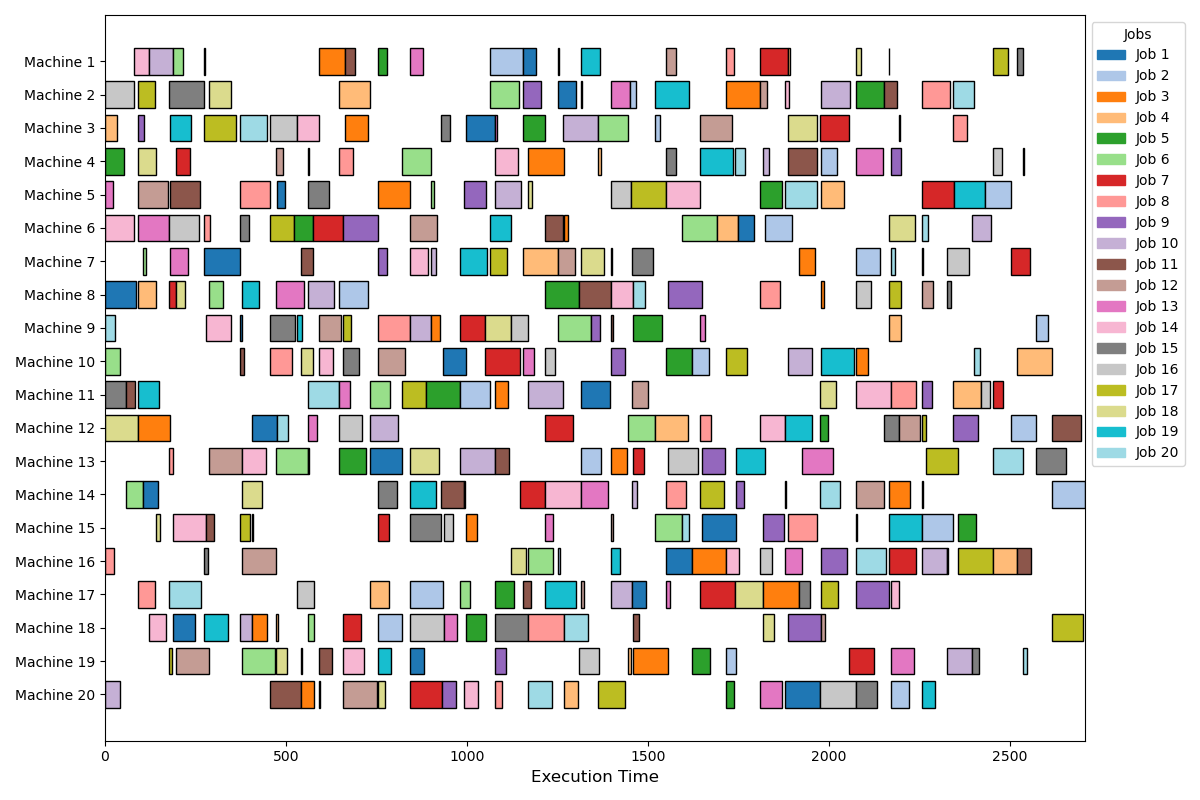 Machine 1
Machine 2
Machine 3
Machine 4
Machine 5
Machine 6
Machine 7
Machine 8
Machine 9
Machine 10
Machine 11
Machine 12
Machine 13
Machine 14
Machine 15
Machine 16
Machine 17
Machine 18
Machine 19
Machine 20
0 500 1000 1500 2000 2500
Execution Time
Jobs
Job 1
Job 2
Job 3
Job 4
Job 5
Job 6
Job 7
Job 8
Job 9
Job 10
Job 11
Job 12
Job 13
Job 14
Job 15
Job 16
Job 17
Job 18
Job 19
Job 20